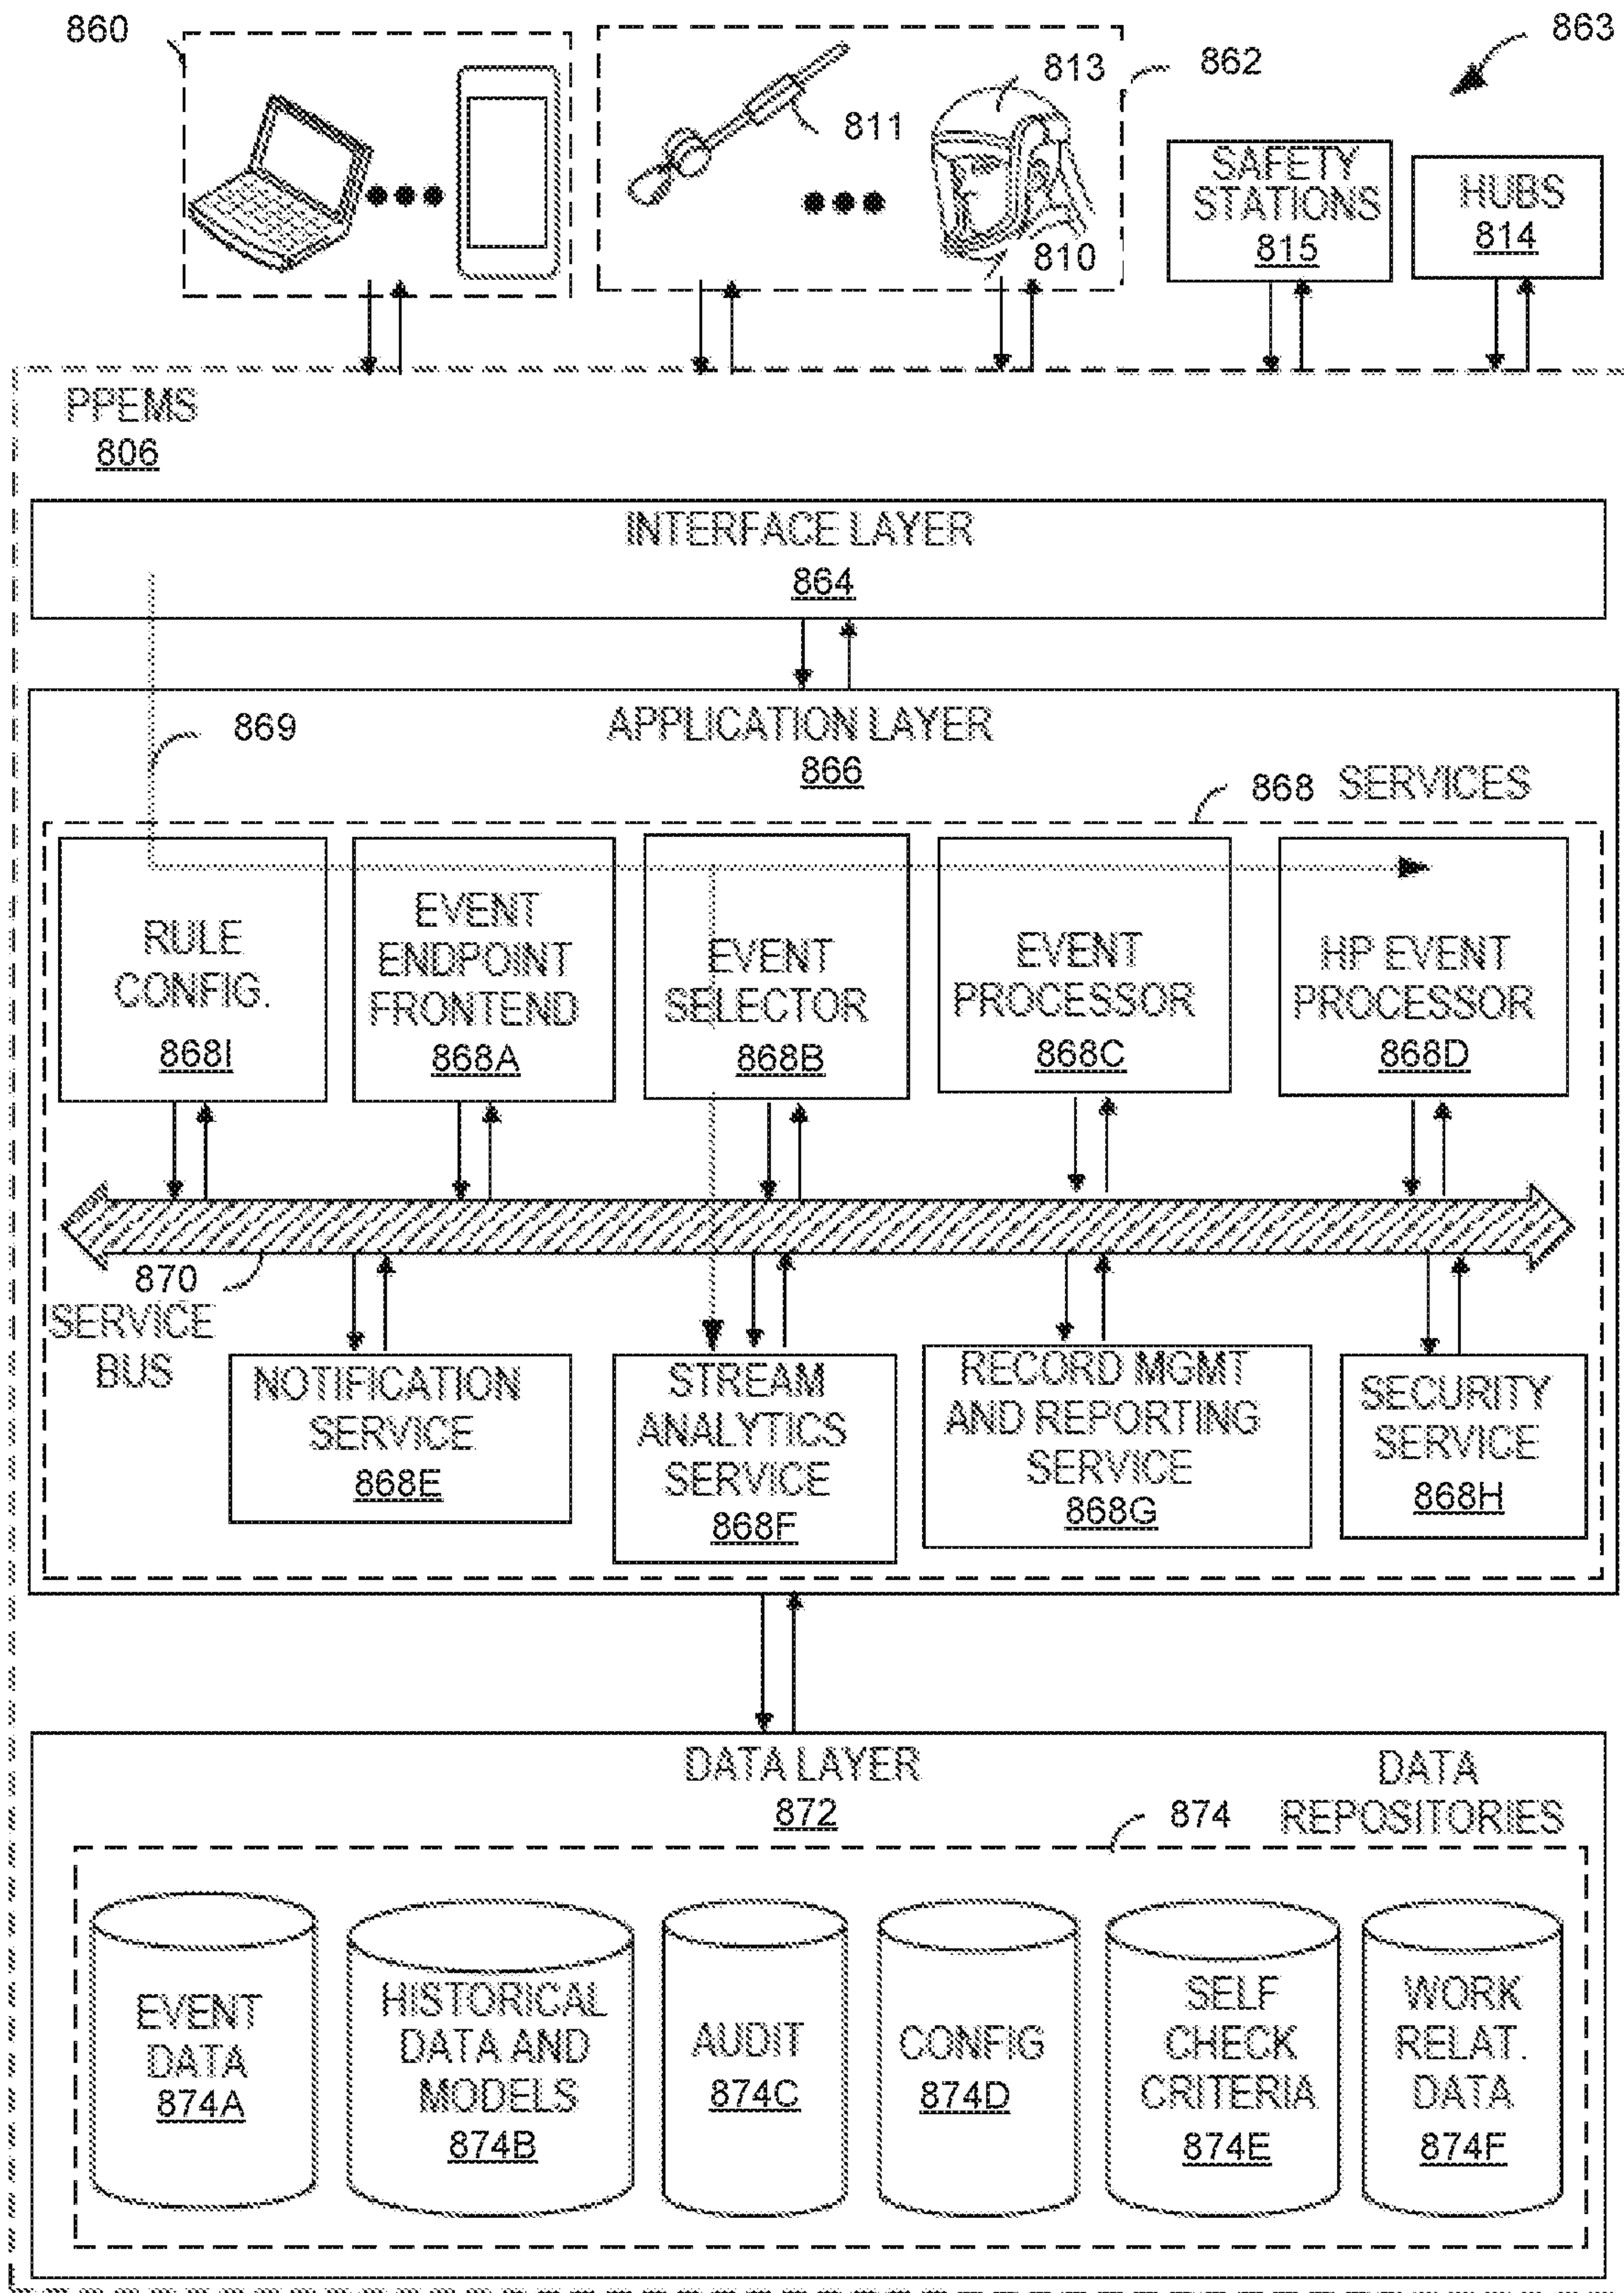 860
862
863
813
811
810
SAFETY
STATIONS
815
HUBS
814
PPEMS
806
INTERFACE LAYER
864
869
APPLICATION LAYER
866
868
SERVICES
RULE
CONFIG.
868I
EVENT
ENDPOINT
FRONTEND
868A
EVENT
SELECTOR
868B
EVENT
PROCESSOR
868C
HP EVENT
PROCESSOR
868D
870
SERVICE
BUS
NOTIFICATION
SERVICE
868E
STREAM
ANALYTICS
SERVICE
868F
RECORD MGMT
AND REPORTING
SERVICE
868G
SECURITY
SERVICE
868H
DATA LAYER
872
874
DATA
REPOSITORIES
EVENT
DATA
874A
HISTORICAL
DATA AND
MODELS
874B
AUDIT
874C
CONFIG
874D
SELF
CHECK
CRITERIA
874E
WORK
RELAT.
DATA
874F